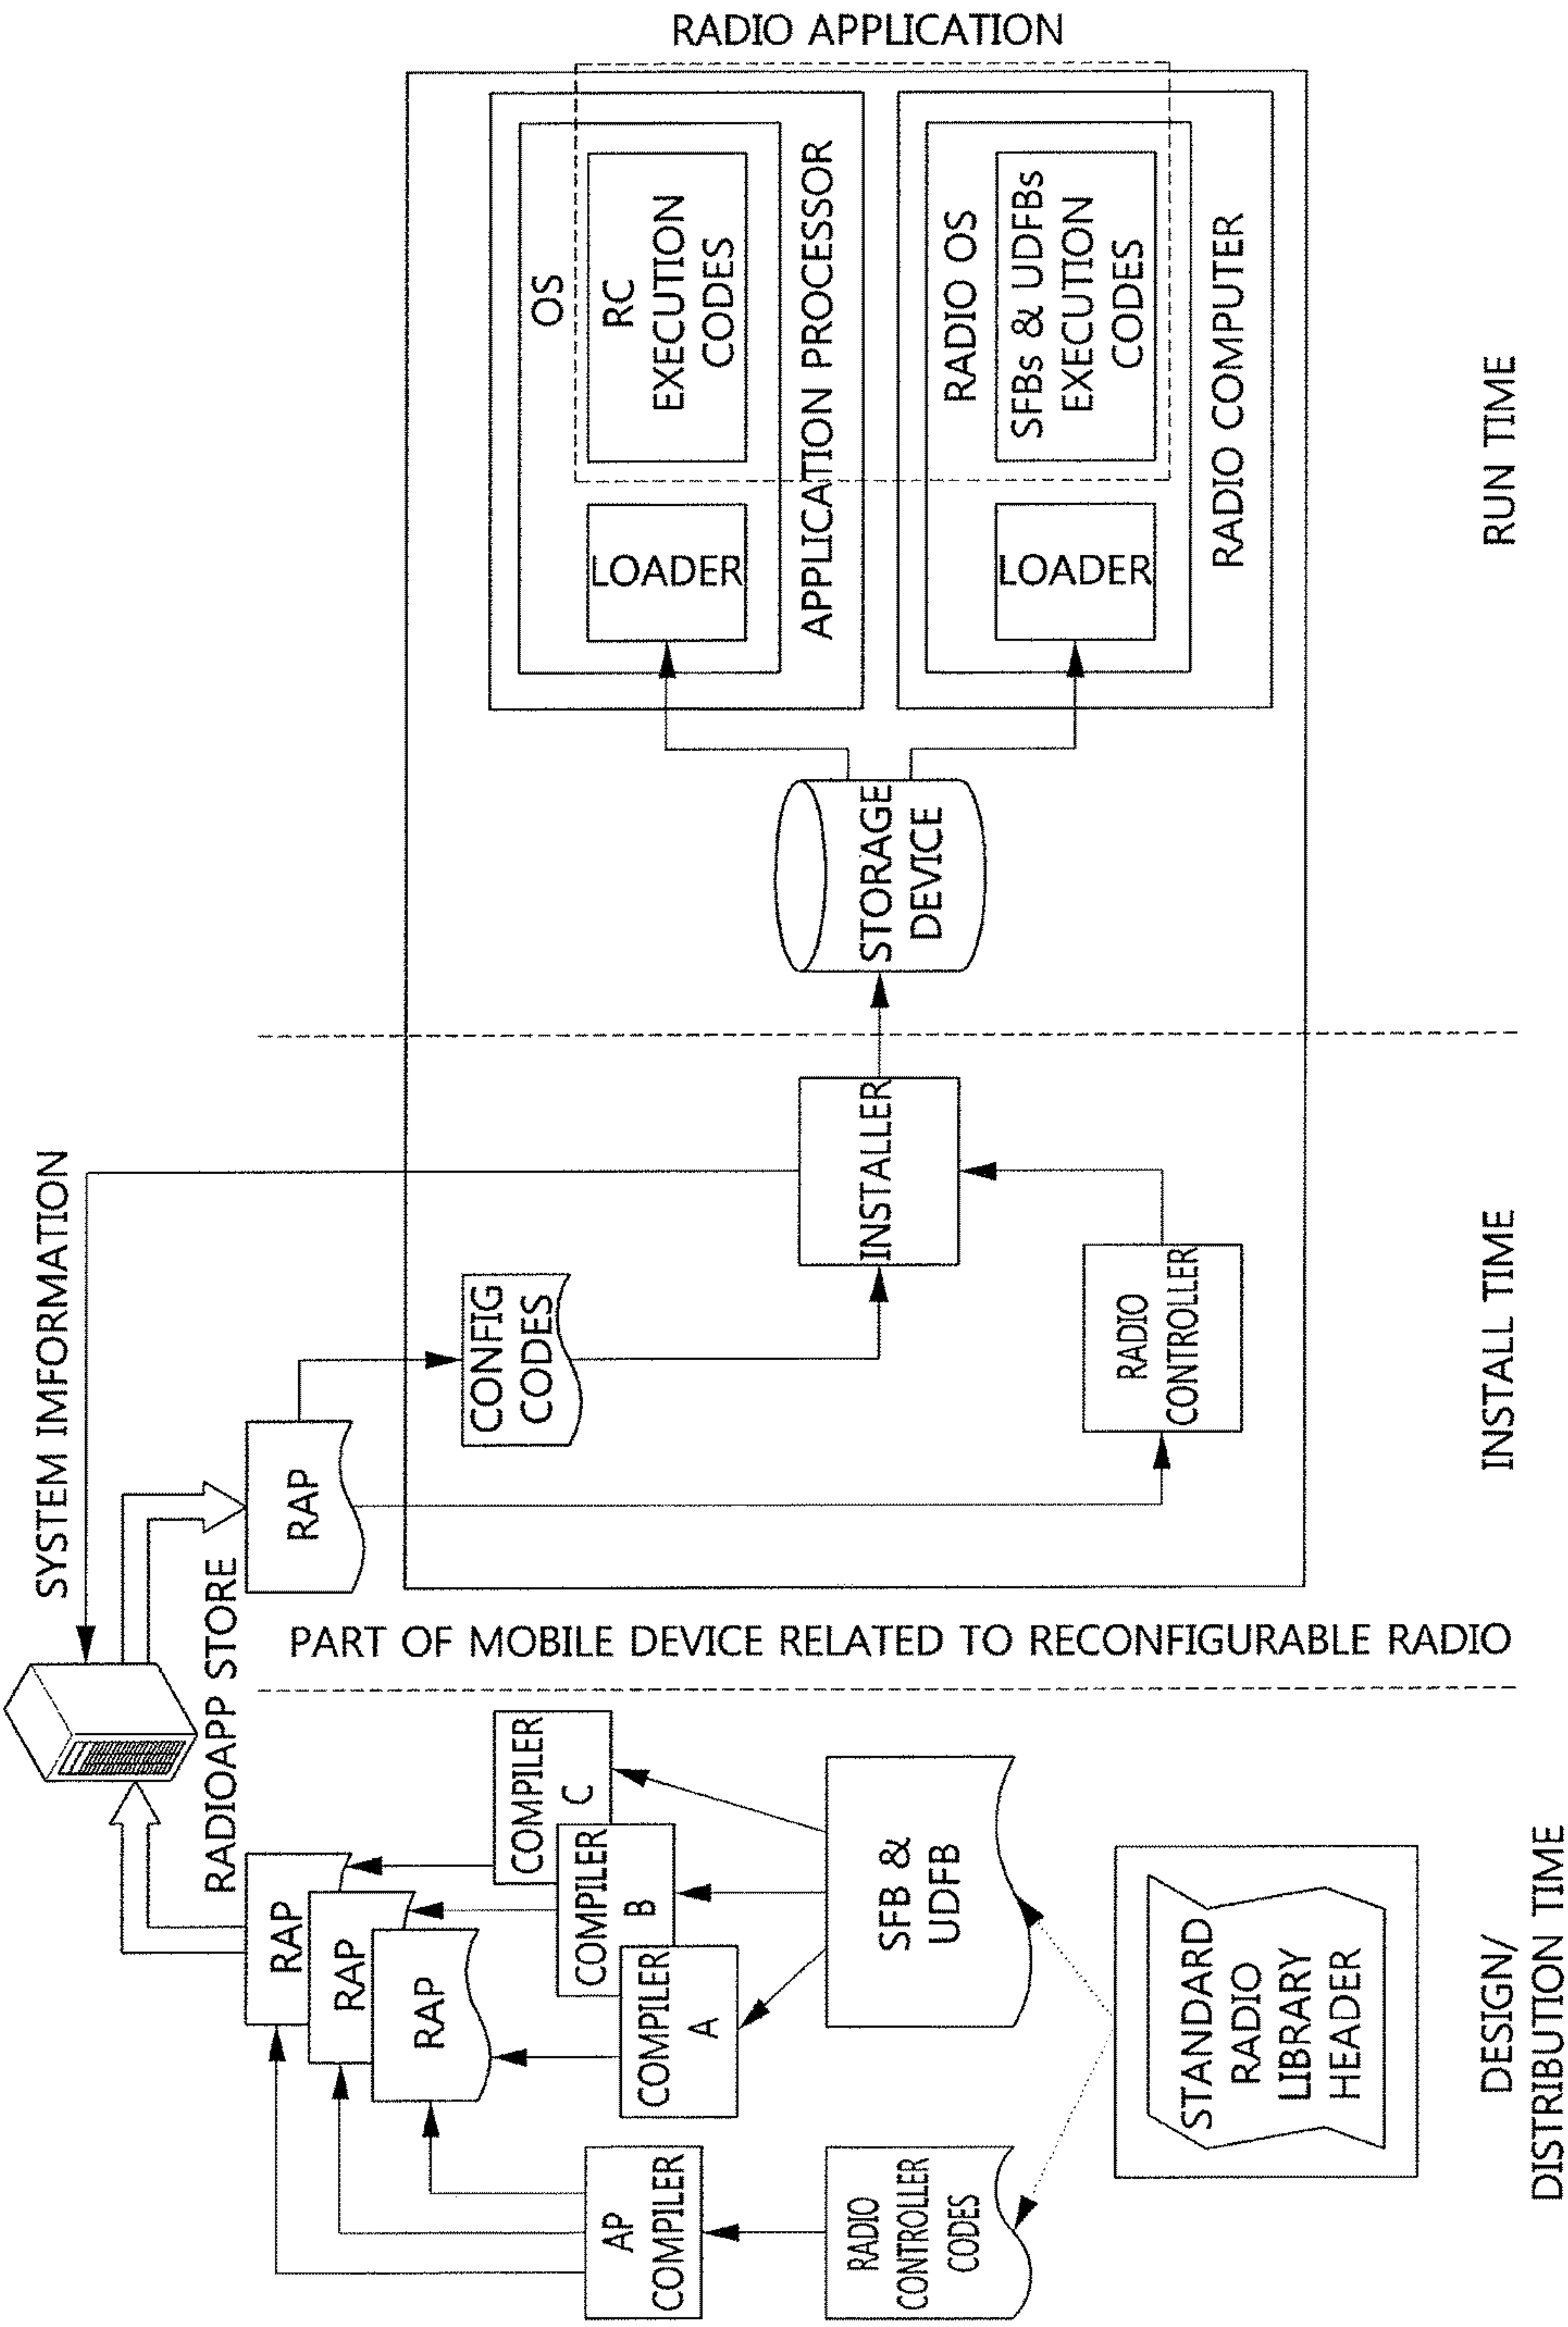 RADIO APPLICATION
OS
RC
EXECUTION
CODES
LOADER
APPLICATION PROCESSOR
RADIO OS
SFBs & UDFBs
EXECUTION
CODES
LOADER
RADIO COMPUTER
RUN TIME
STORAGE
DEVICE
SYSTEM IMFORMATION
RAP
CONFIG
CODES
INSTALLER
RADIO
CONTROLLER
INSTALL TIME
RADIOAPP STORE
PART OF MOBILE DEVICE RELATED TO RECONFIGURABLE RADIO
RAP
RAP
RAP
COMPILER
C
COMPILER
B
COMPILER
A
AP
COMPILER
SFB &
UDFB
RADIO
CONTROLLER
CODES
STANDARD
RADIO
LIBRARY
HEADER
DESIGN/
DISTRIBUTION TIME